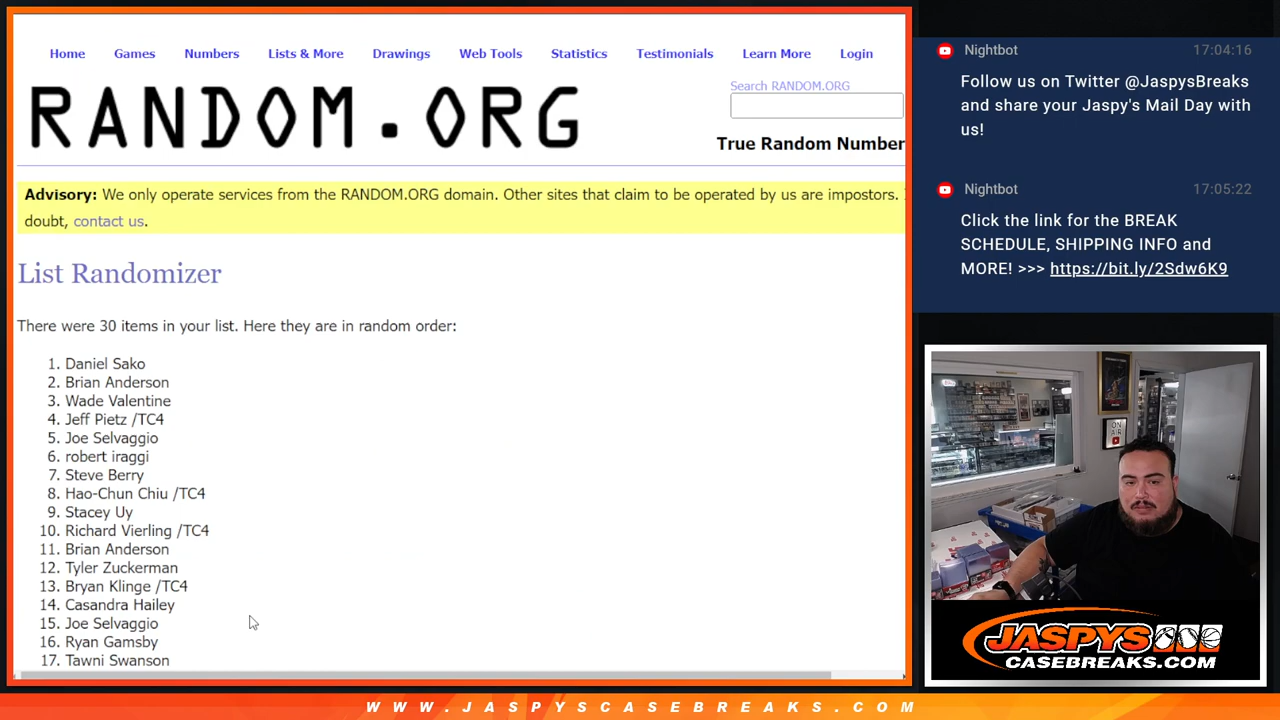 Home Games Numbers Lists & More Drawings Web Tools Statistics Testimonials Learn More Login
Search RANDOM.ORG
RANDOM.ORG
True Random Number
Advisory: We only operate services from the RANDOM.ORG domain. Other sites that claim to be operated by us are impostors.
doubt, contact us.
List Randomizer
There were 30 items in your list. Here they are in random order:
1. Daniel Sako
2. Brian Anderson
3. Wade Valentine
4. Jeff Pietz /TC4
5. Joe Selvaggio
6. robert iraggi
7. Steve Berry
8. Hao-Chun Chiu /TC4
9. Stacey Uy
10. Richard Vierling /TC4
11. Brian Anderson
12. Tyler Zuckerman
13. Bryan Klinge /TC4
14. Casandra Hailey
15. Joe Selvaggio
16. Ryan Gamsby
17. Tawni Swanson
Nightbot 17:04:16
Follow us on Twitter @JaspysBreaks
and share your Jaspy's Mail Day with
us!
Nightbot 17:05:22
Click the link for the BREAK
SCHEDULE, SHIPPING INFO and
MORE! >>> https://bit.ly/2Sdw6K9
ON
AIR
JASPYS
CASEBREAKS.COM
WWW.JASPYSCASEBREAKS.COM